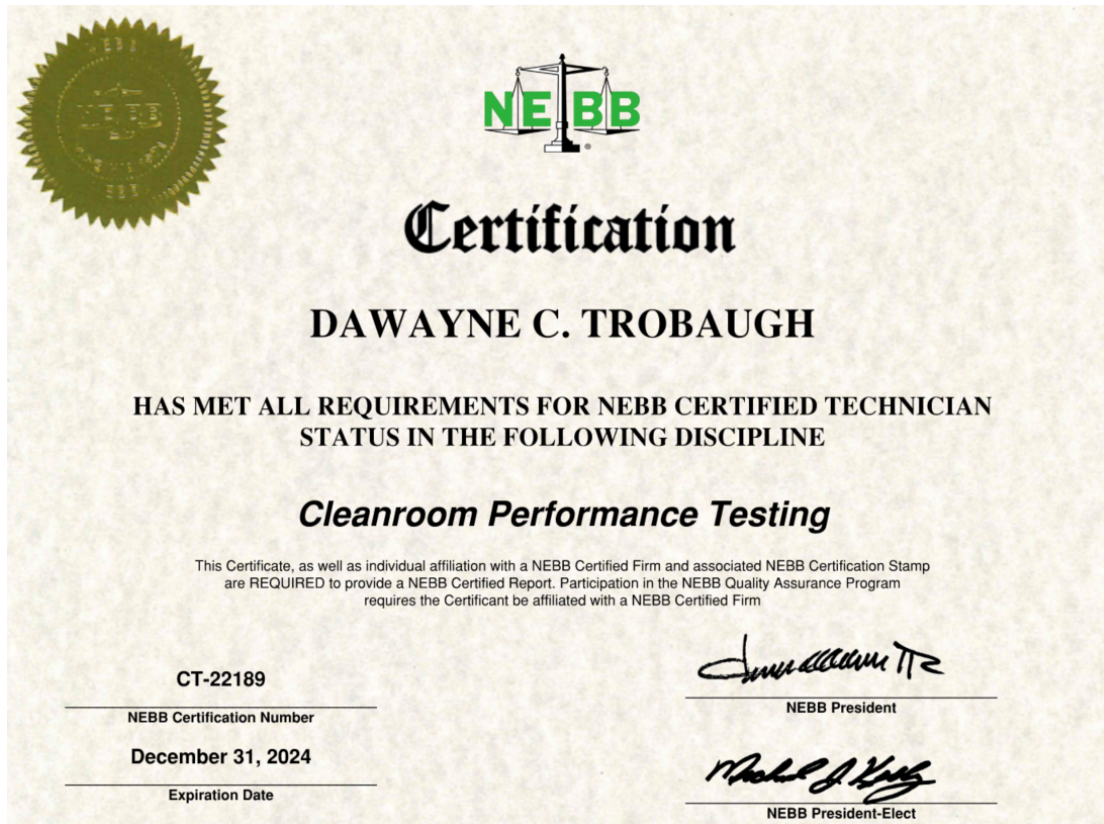 NEBB
Certification
DAWAYNE C. TROBAUGH
HAS MET ALL REQUIREMENTS FOR NEBB CERTIFIED TECHNICIAN
STATUS IN THE FOLLOWING DISCIPLINE
Cleanroom Performance Testing
This Certificate, as well as individual affiliation with a NEBB Certified Firm and associated NEBB Certification Stamp
are REQUIRED to provide a NEBB Certified Report. Participation in the NEBB Quality Assurance Program
requires the Certificant be affiliated with a NEBB Certified Firm
CT-22189
NEBB Certification Number
December 31, 2024
Expiration Date
NEBB President
NEBB President-Elect